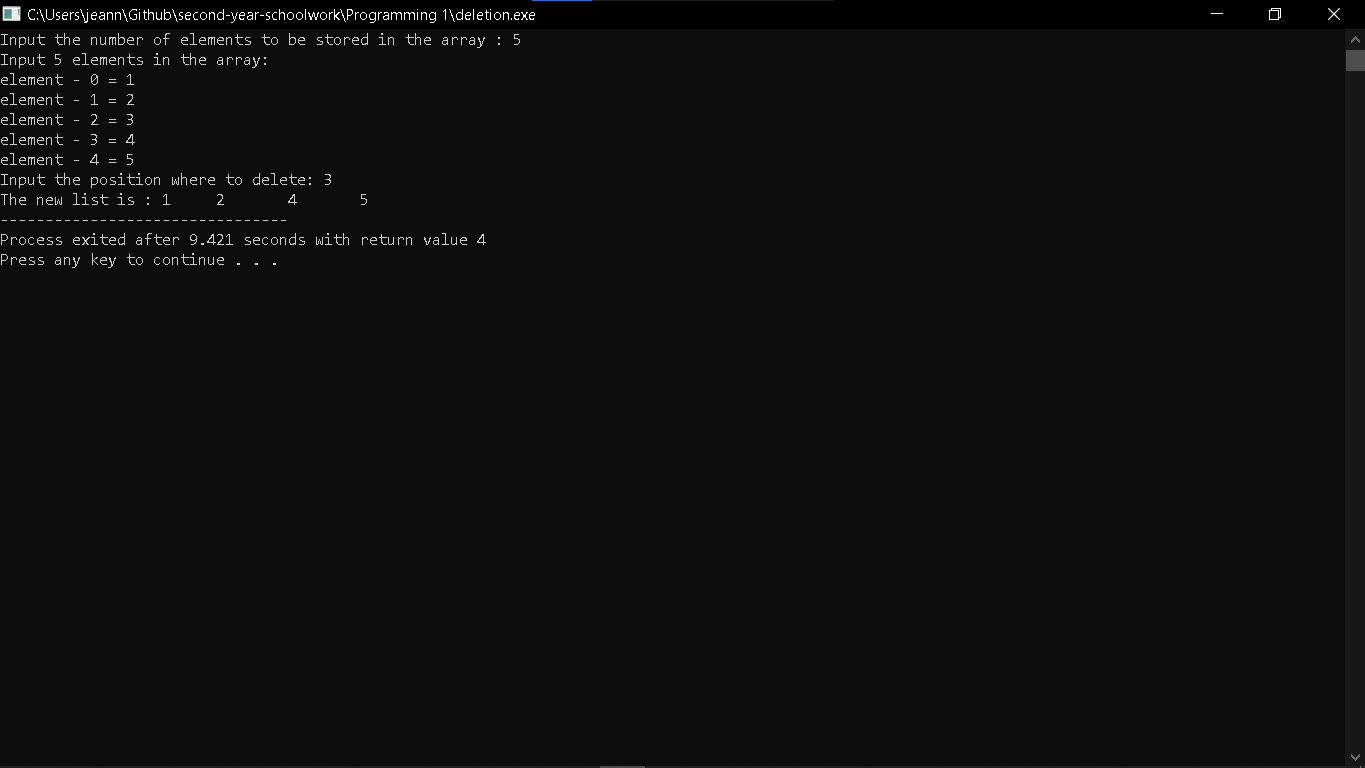 C:\Users\jeann\Github\second-year-schoolwork\Programming 1\deletion.exe
Input the number of elements to be stored in the array : 5
Input 5 elements in the array:
element - 0 = 1
element - 1 = 2
element - 2 = 3
element - 3 = 4
element - 4 = 5
Input the position where to delete: 3
The new list is : 1     2       4       5
--------------------------------
Process exited after 9.421 seconds with return value 4
Press any key to continue . . .